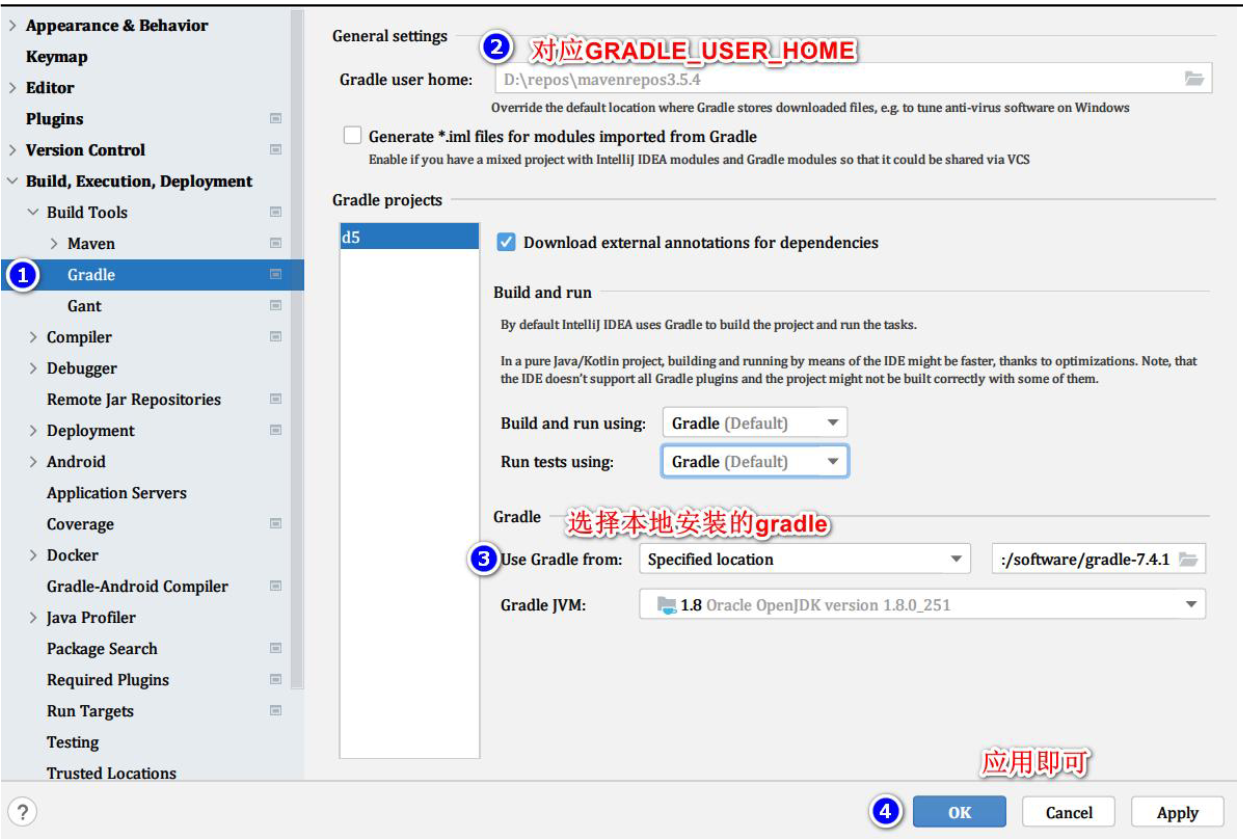 Appearance & Behavior
Keymap
Editor
Plugins
Version Control
Build, Execution, Deployment
Build Tools
Maven
1
Gradle
Gant
Compiler
Debugger
Remote Jar Repositories
Deployment
Android
Application Servers
Coverage
Docker
Gradle-Android Compiler
Java Profiler
Package Search
Required Plugins
Run Targets
Testing
Trusted Locations
General settings
2 对应GRADLE_USER_HOME
Gradle user home: D:\repos\mavenrepos3.5.4
Override the default location where Gradle stores downloaded files, e.g. to tune anti-virus software on Windows
Generate *.iml files for modules imported from Gradle
Enable if you have a mixed project with IntelliJ IDEA modules and Gradle modules so that it could be shared via VCS
Gradle projects
d5
Download external annotations for dependencies
Build and run
By default IntelliJ IDEA uses Gradle to build the project and run the tasks.
In a pure Java/Kotlin project, building and running by means of the IDE might be faster, thanks to optimizations. Note, that
the IDE doesn't support all Gradle plugins and the project might not be built correctly with some of them.
Build and run using: Gradle (Default)
Run tests using: Gradle (Default)
Gradle 选择本地安装的gradle
3 Use Gradle from: Specified location :/software/gradle-7.4.1
Gradle JVM: 1.8 Oracle OpenJDK version 1.8.0_251
应用即可
? 4 OK Cancel Apply